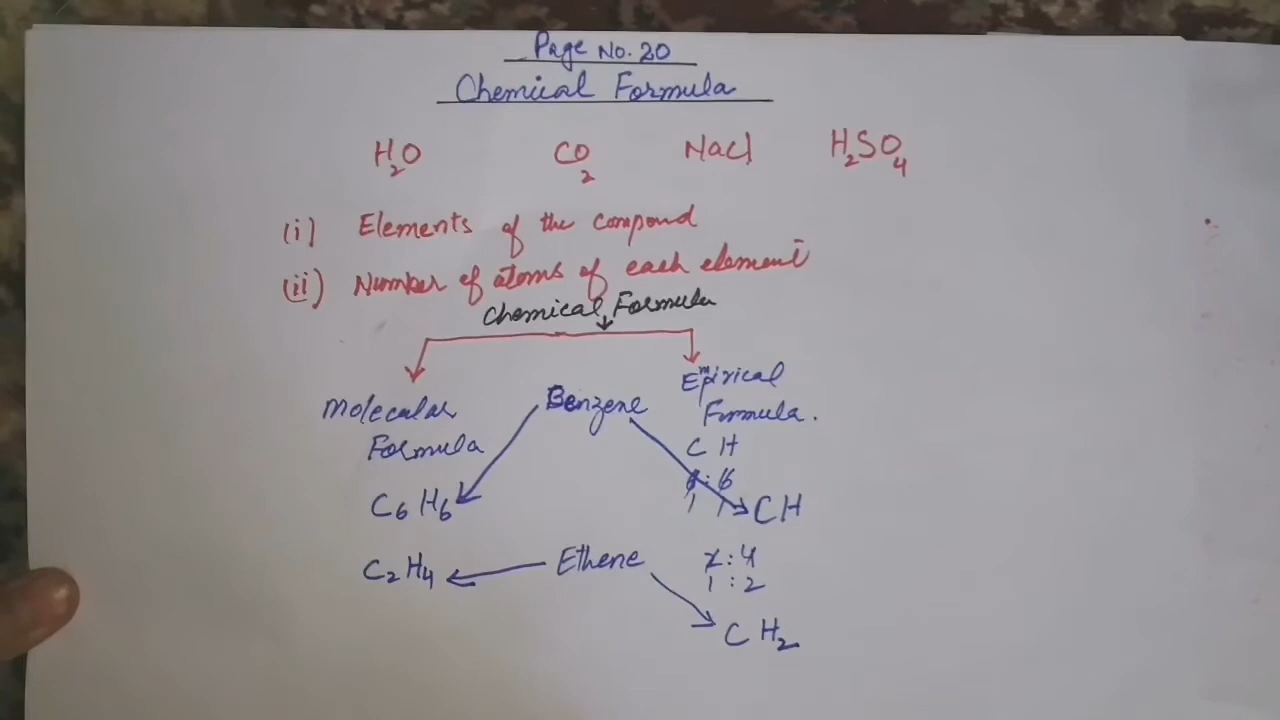 Page No. 20
Chemical Formula
H2O CO2 NaCl H2SO4
(i) Elements of the compound
(ii) Number of atoms of each element
Chemical Formula
Molecular Formula
Benzene
Empirical Formula.
C H
6 : 6
1 1
C6H6
CH
C2H4
Ethene
2 : 4
1 : 2
CH2